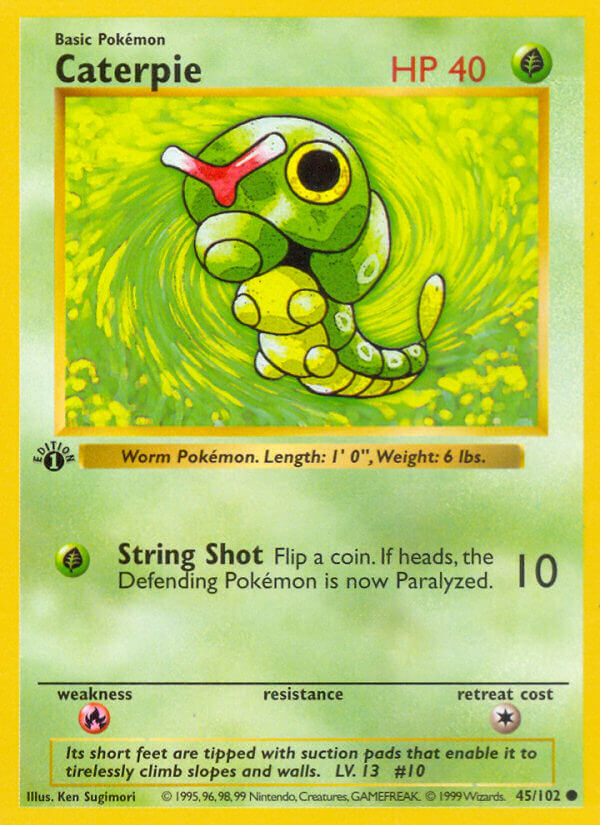 Basic Pokémon
Caterpie HP 40
EDITION
1
Worm Pokémon. Length: 1' 0", Weight: 6 lbs.
String Shot Flip a coin. If heads, the
Defending Pokémon is now Paralyzed. 10
weakness resistance retreat cost
Its short feet are tipped with suction pads that enable it to
tirelessly climb slopes and walls. LV. 13 #10
Illus. Ken Sugimori © 1995, 96, 98, 99 Nintendo, Creatures, GAMEFREAK. © 1999 Wizards. 45/102 ●